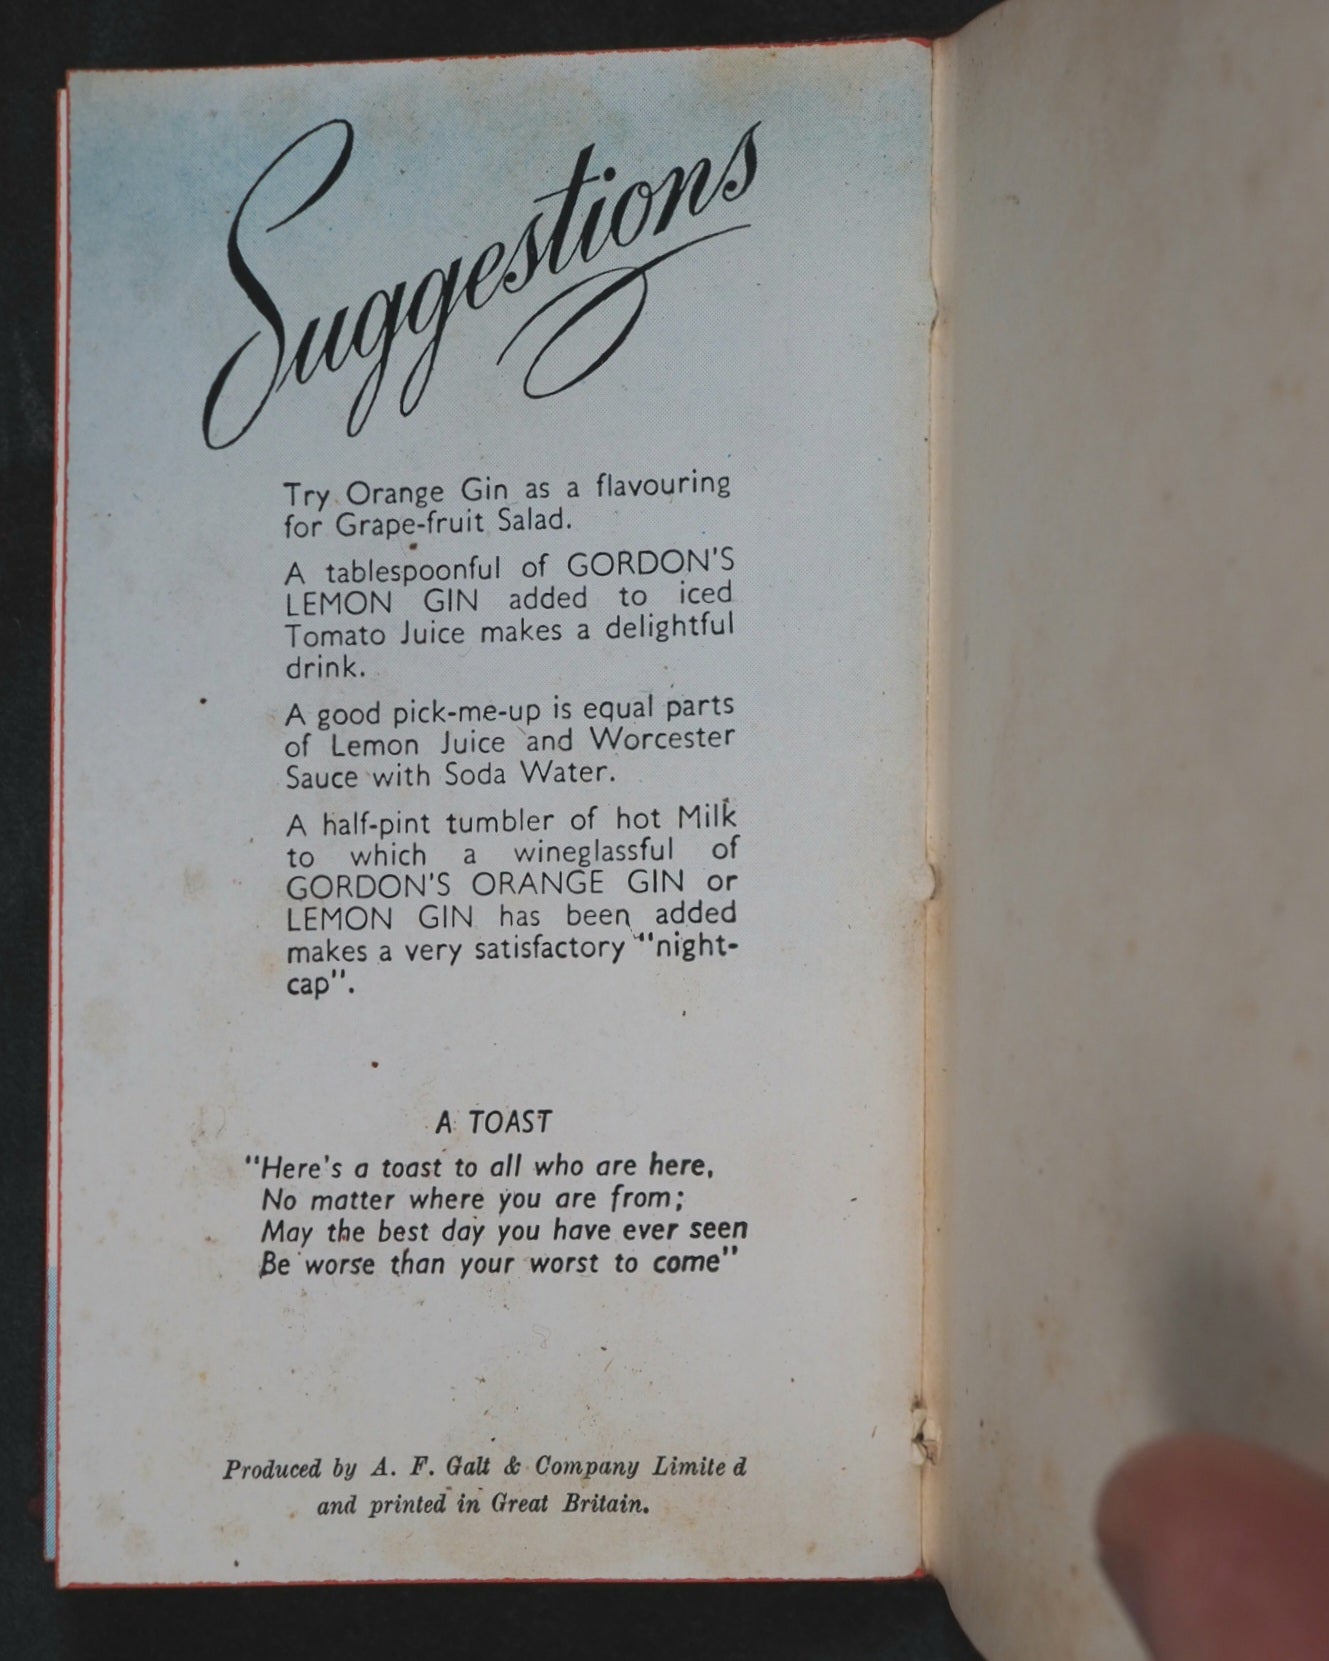 Suggestions
Try Orange Gin as a flavouring
for Grape-fruit Salad.
A tablespoonful of GORDON'S
LEMON GIN added to iced
Tomato Juice makes a delightful
drink.
A good pick-me-up is equal parts
of Lemon Juice and Worcester
Sauce with Soda Water.
A half-pint tumbler of hot Milk
to which a wineglassful of
GORDON'S ORANGE GIN or
LEMON GIN has been added
makes a very satisfactory "night-
cap".
A TOAST
"Here's a toast to all who are here,
No matter where you are from;
May the best day you have ever seen
Be worse than your worst to come"
Produced by A. F. Galt & Company Limite d
and printed in Great Britain.